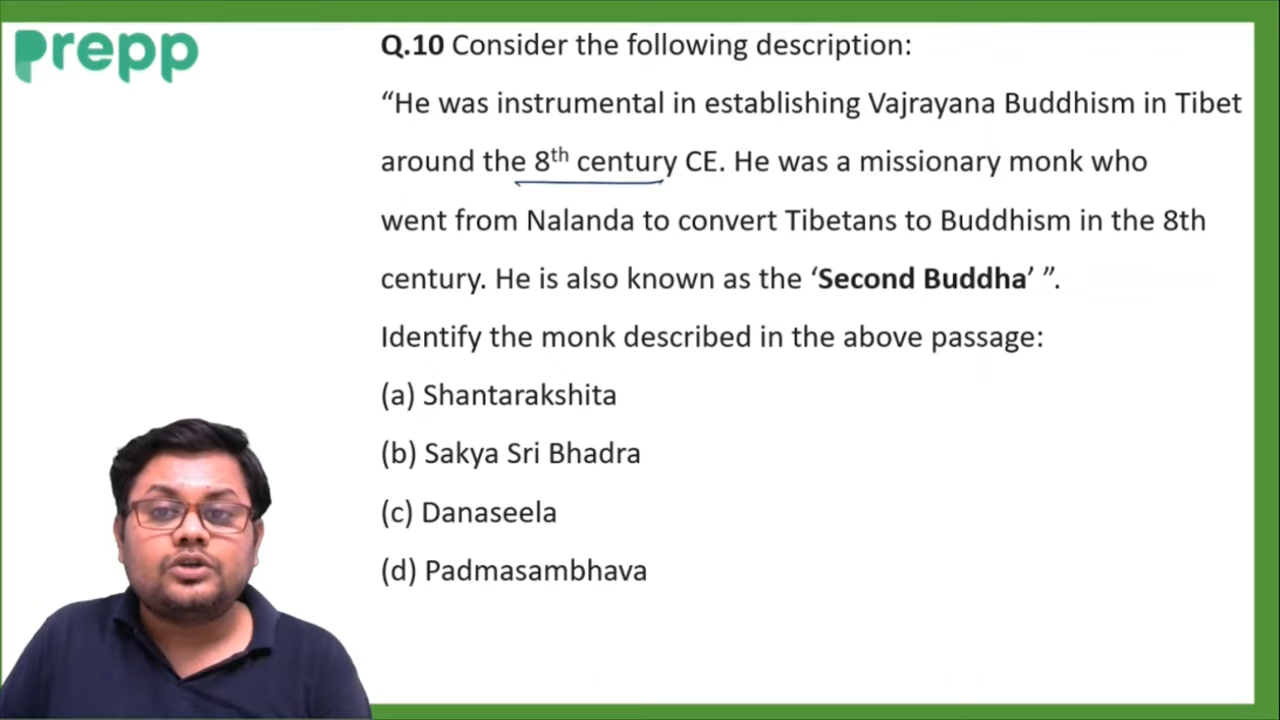 prepp
Q.10 Consider the following description:
“He was instrumental in establishing Vajrayana Buddhism in Tibet
around the 8th century CE. He was a missionary monk who
went from Nalanda to convert Tibetans to Buddhism in the 8th
century. He is also known as the ‘Second Buddha’ ”.
Identify the monk described in the above passage:
(a) Shantarakshita
(b) Sakya Sri Bhadra
(c) Danaseela
(d) Padmasambhava